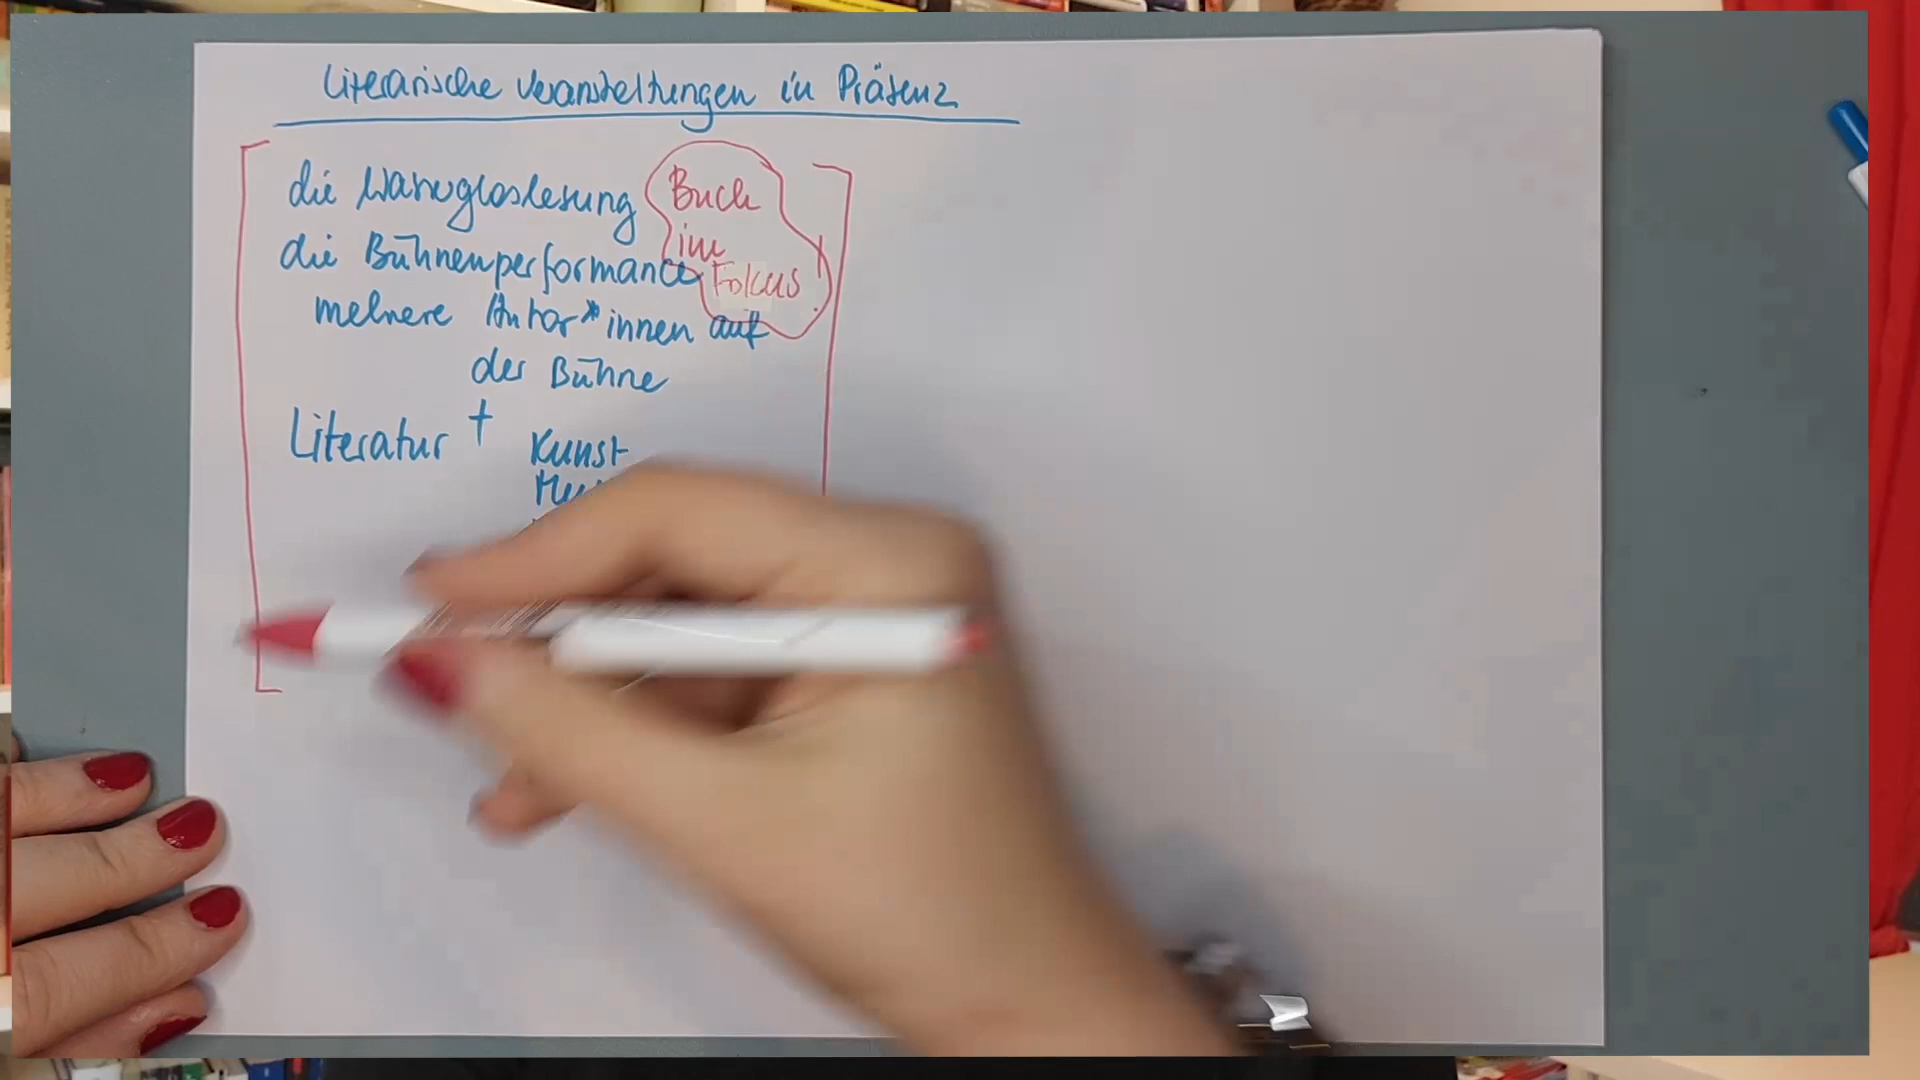 Literarische Veranstaltungen in Präsenz
die Wasserglaslesung
Buch
im
Fokus!
die Bühnenperformance
mehrere Autor*innen auf
der Bühne
Literatur +
Kunst